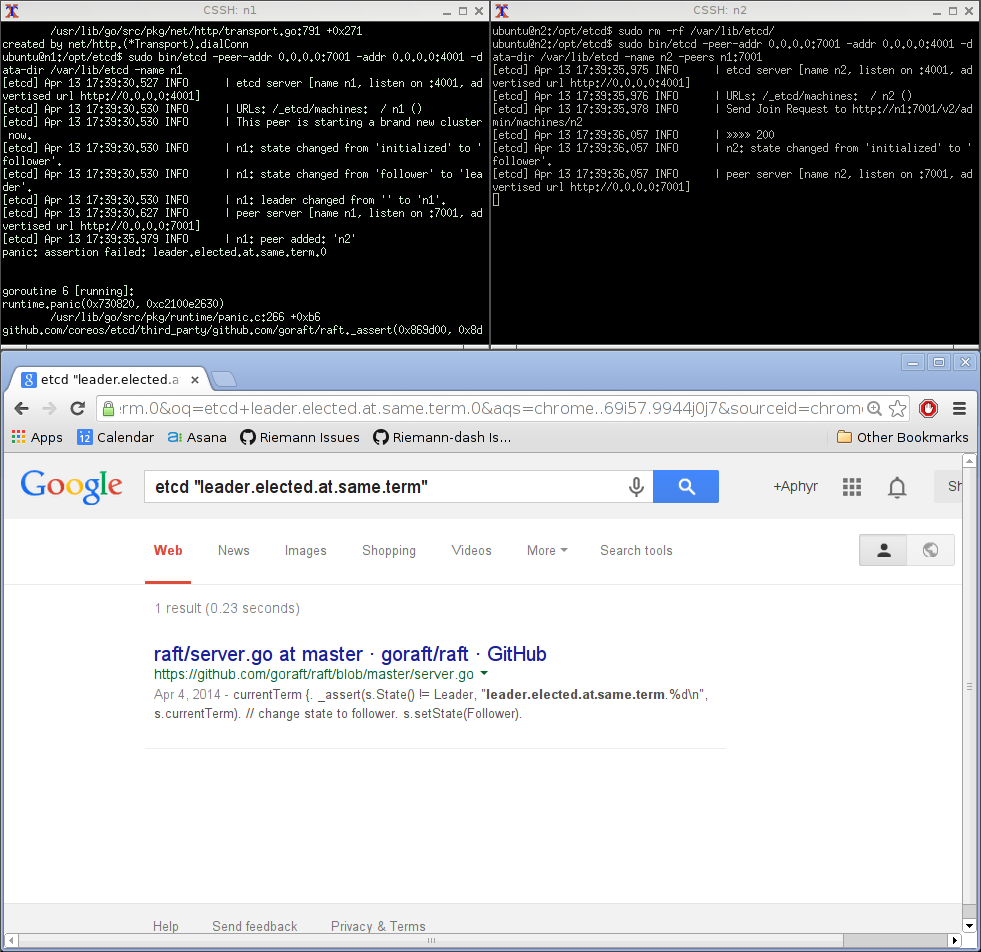 CSSH: n1
/usr/lib/go/src/pkg/net/http/transport.go:791 +0x271
created by net/http.(*Transport).dialConn
ubuntu@n1:/opt/etcd$ sudo bin/etcd -peer-addr 0.0.0.0:7001 -addr 0.0.0.0:4001 -d
ata-dir /var/lib/etcd -name n1
[etcd] Apr 13 17:39:30.527 INFO      | etcd server [name n1, listen on :4001, ad
vertised url http://0.0.0.0:4001]
[etcd] Apr 13 17:39:30.530 INFO      | URLs: /_etcd/machines:  / n1 ()
[etcd] Apr 13 17:39:30.530 INFO      | This peer is starting a brand new cluster
 now.
[etcd] Apr 13 17:39:30.530 INFO      | n1: state changed from 'initialized' to '
follower'.
[etcd] Apr 13 17:39:30.530 INFO      | n1: state changed from 'follower' to 'lea
der'.
[etcd] Apr 13 17:39:30.530 INFO      | n1: leader changed from '' to 'n1'.
[etcd] Apr 13 17:39:30.627 INFO      | peer server [name n1, listen on :7001, ad
vertised url http://0.0.0.0:7001]
[etcd] Apr 13 17:39:35.979 INFO      | n1: peer added: 'n2'
panic: assertion failed: leader.elected.at.same.term.0
goroutine 6 [running]:
runtime.panic(0x730820, 0xc2100e2630)
/usr/lib/go/src/pkg/runtime/panic.c:266 +0xb6
github.com/coreos/etcd/third_party/github.com/goraft/raft._assert(0x869d00, 0x8d
CSSH: n2
ubuntu@n2:/opt/etcd$ sudo rm -rf /var/lib/etcd/
ubuntu@n2:/opt/etcd$ sudo bin/etcd -peer-addr 0.0.0.0:7001 -addr 0.0.0.0:4001 -d
ata-dir /var/lib/etcd -name n2 -peers n1:7001
[etcd] Apr 13 17:39:35.975 INFO      | etcd server [name n2, listen on :4001, ad
vertised url http://0.0.0.0:4001]
[etcd] Apr 13 17:39:35.976 INFO      | URLs: /_etcd/machines:  / n2 ()
[etcd] Apr 13 17:39:35.978 INFO      | Send Join Request to http://n1:7001/v2/ad
min/machines/n2
[etcd] Apr 13 17:39:36.057 INFO      | »»»» 200
[etcd] Apr 13 17:39:36.057 INFO      | n2: state changed from 'initialized' to '
follower'.
[etcd] Apr 13 17:39:36.057 INFO      | peer server [name n2, listen on :7001, ad
vertised url http://0.0.0.0:7001]
etcd "leader.elected.a
erm.0&oq=etcd+leader.elected.at.same.term.0&aqs=chrome..69i57.9944j0j7&sourceid=chrom
Apps 12 Calendar a: Asana Riemann Issues Riemann-dash Is... Other Bookmarks
Google etcd "leader.elected.at.same.term" +Aphyr Sh
Web News Images Shopping Videos More Search tools
1 result (0.23 seconds)
raft/server.go at master · goraft/raft · GitHub
https://github.com/goraft/raft/blob/master/server.go
Apr 4, 2014 - currentTerm {. _assert(s.State() != Leader, "leader.elected.at.same.term.%d\n",
s.currentTerm). // change state to follower. s.setState(Follower).
Help Send feedback Privacy & Terms